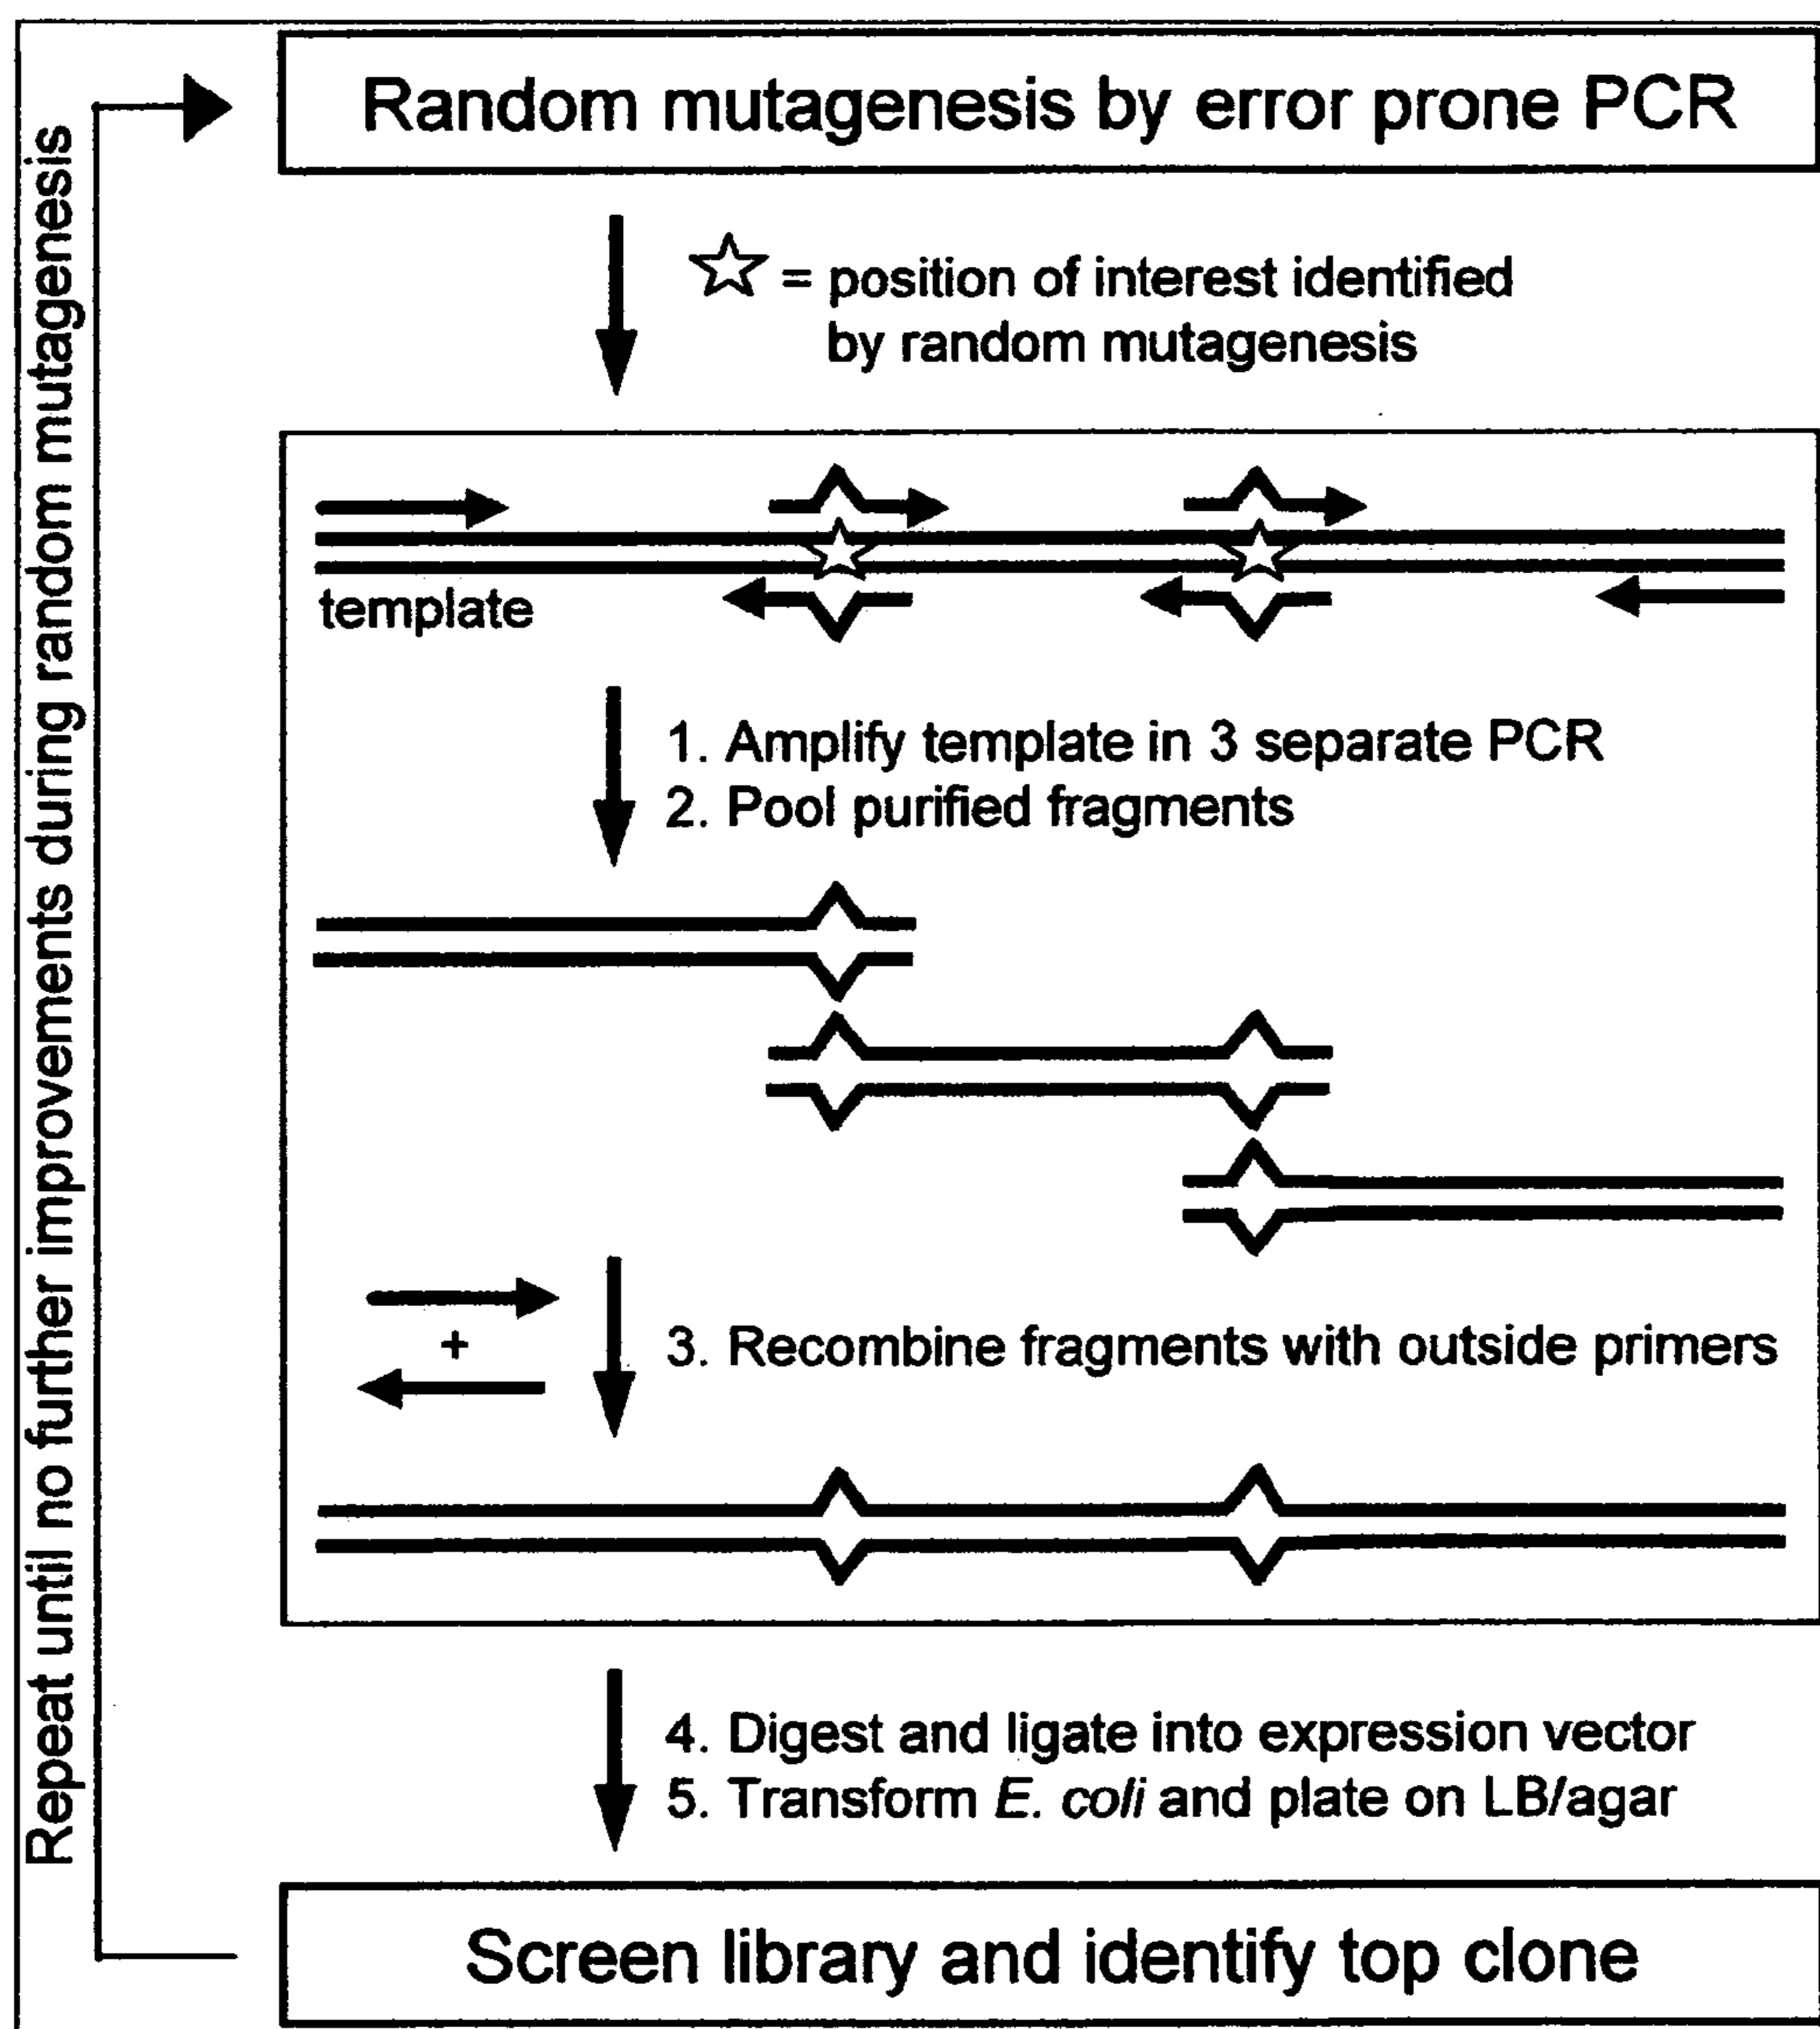 Random mutagenesis by error prone PCR
= position of interest identified
by random mutagenesis
template
1. Amplify template in 3 separate PCR
2. Pool purified fragments
+
3. Recombine fragments with outside primers
4. Digest and ligate into expression vector
5. Transform E. coli and plate on LB/agar
Screen library and identify top clone
Repeat until no further improvements during random mutagenesis